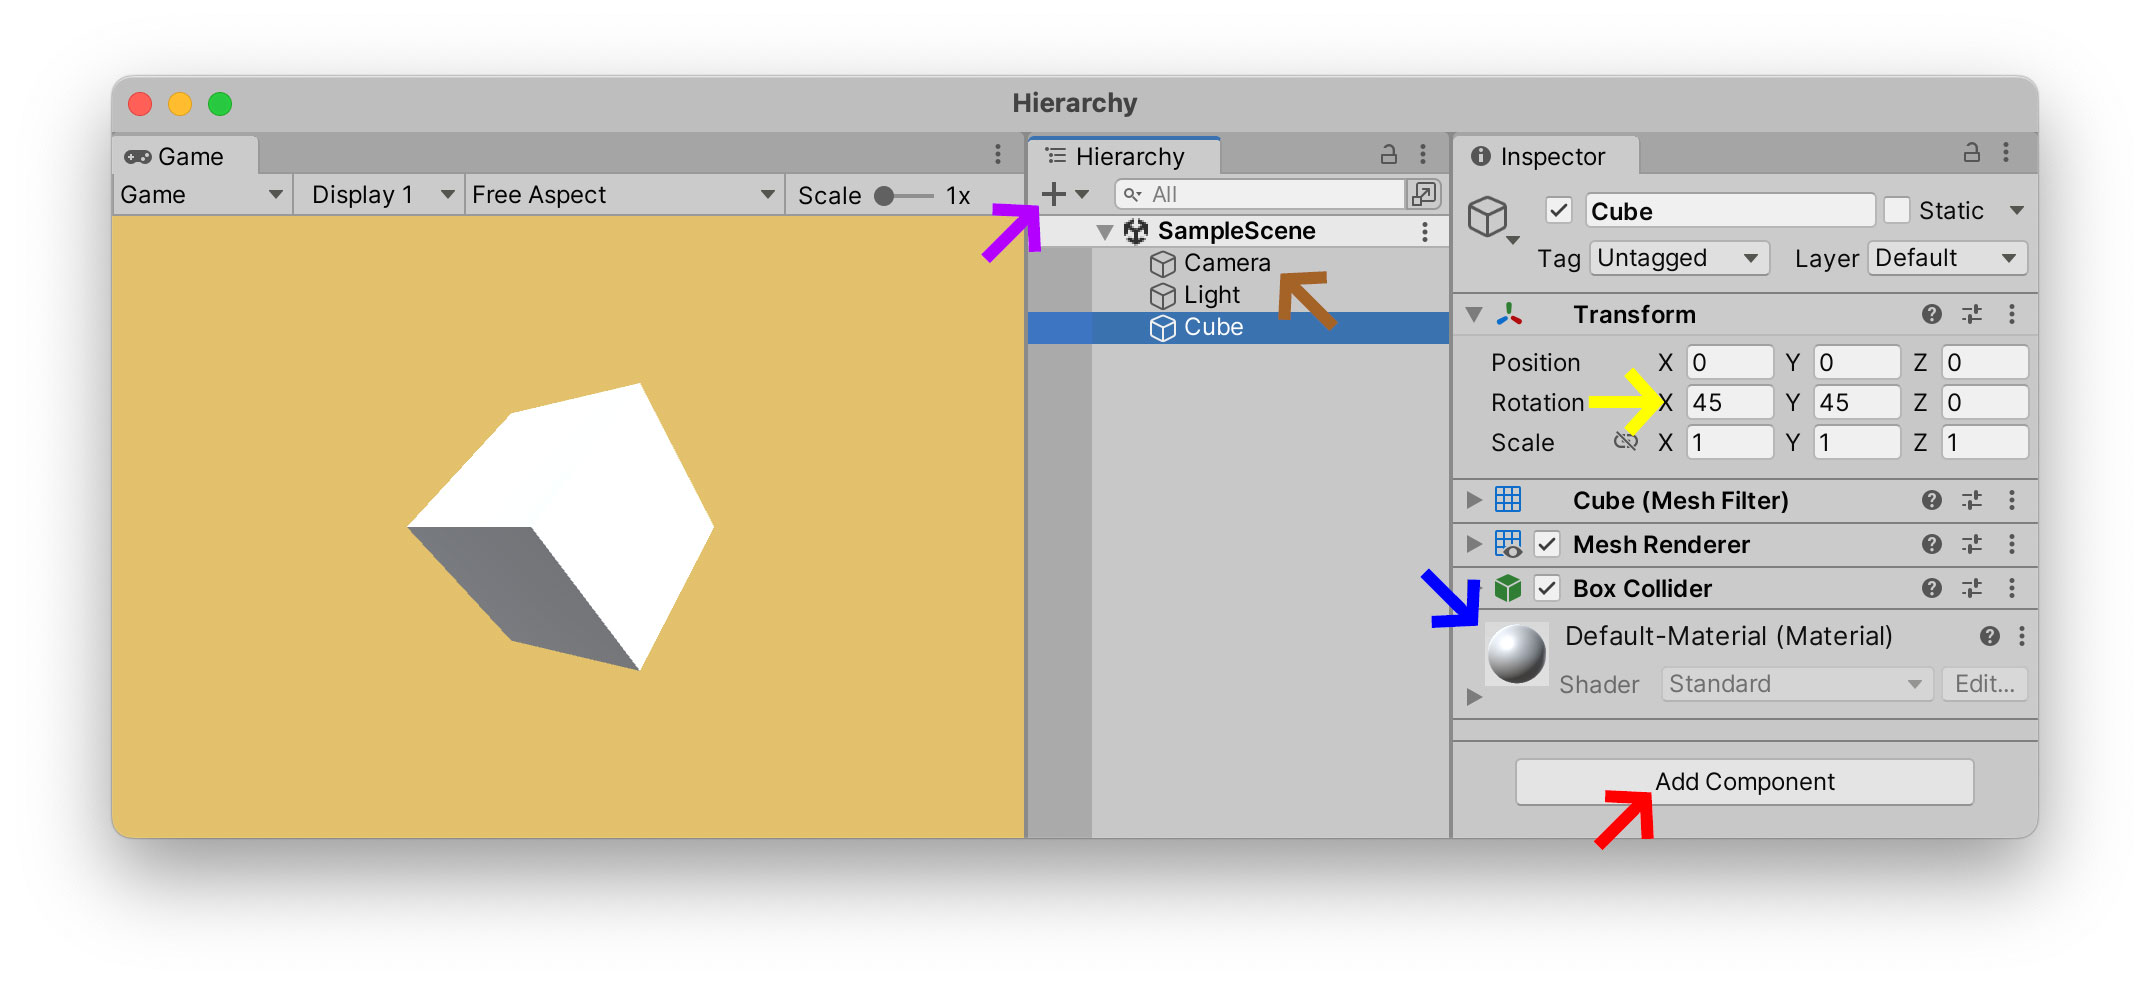 Hierarchy
Game
Game Display 1 Free Aspect Scale 1x
Hierarchy
All
SampleScene
Camera
Light
Cube
Inspector
Cube Static
Tag Untagged Layer Default
Transform
Position X 0 Y 0 Z 0
Rotation X 45 Y 45 Z 0
Scale X 1 Y 1 Z 1
Cube (Mesh Filter)
Mesh Renderer
Box Collider
Default-Material (Material)
Shader Standard Edit...
Add Component